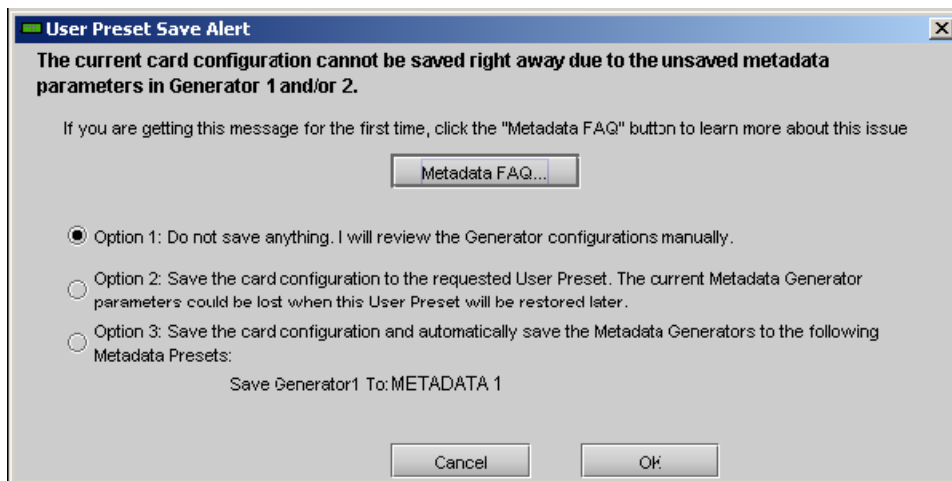 User Preset Save Alert
The current card configuration cannot be saved right away due to the unsaved metadata
parameters in Generator 1 and/or 2.
If you are getting this message for the first time, click the "Metadata FAQ" button to learn more about this issue
Metadata FAQ...
Option 1: Do not save anything. I will review the Generator configurations manually.
Option 2: Save the card configuration to the requested User Preset. The current Metadata Generator
parameters could be lost when this User Preset will be restored later.
Option 3: Save the card configuration and automatically save the Metadata Generators to the following
Metadata Presets:
Save Generator1 To: METADATA 1
Cancel
OK